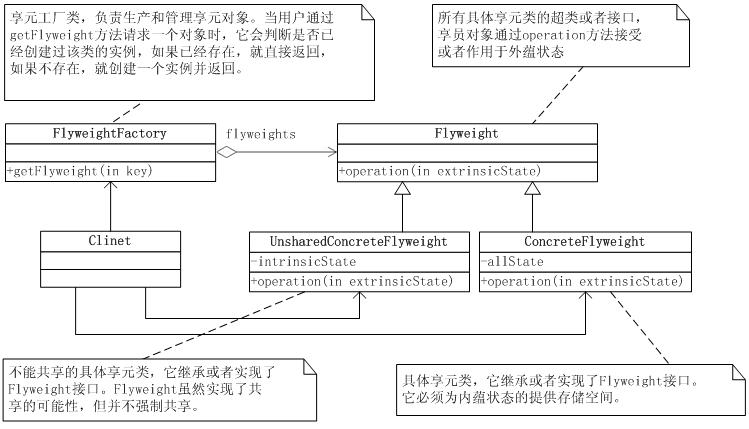 享元工厂类，负责生产和管理享元对象。当用户通过
getFlyweight方法请求一个对象时，它会判断是否已
经创建过该类的实例，如果已经存在，就直接返回，
如果不存在，就创建一个实例并返回。
所有具体享元类的超类或者接口，
享员对象通过operation方法接受
或者作用于外蕴状态
FlyweightFactory
+getFlyweight(in key)
flyweights
Flyweight
+operation(in extrinsicState)
Clinet
UnsharedConcreteFlyweight
-intrinsicState
+operation(in extrinsicState)
ConcreteFlyweight
-allState
+operation(in extrinsicState)
不能共享的具体享元类，它继承或者实现了
Flyweight接口。Flyweight虽然实现了共
享的可能性，但并不强制共享。
具体享元类，它继承或者实现了Flyweight接口。
它必须为内蕴状态的提供存储空间。